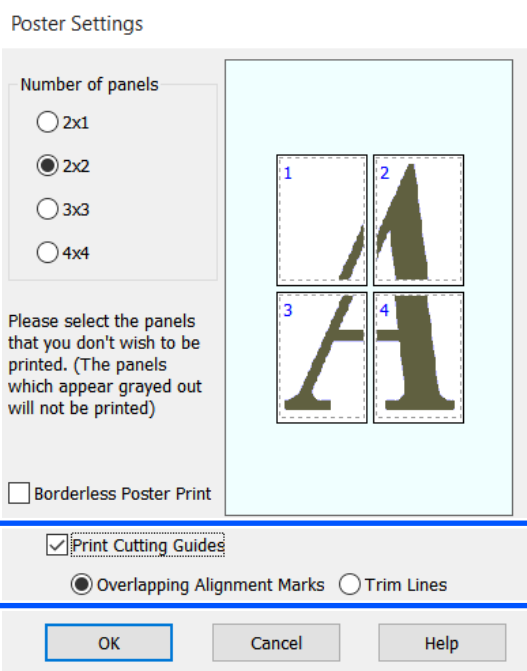 Poster Settings
Number of panels
2x1
2x2
3x3
4x4
1
2
3
4
Please select the panels
that you don't wish to be
printed. (The panels
which appear grayed out
will not be printed)
Borderless Poster Print
Print Cutting Guides
Overlapping Alignment Marks Trim Lines
OK Cancel Help